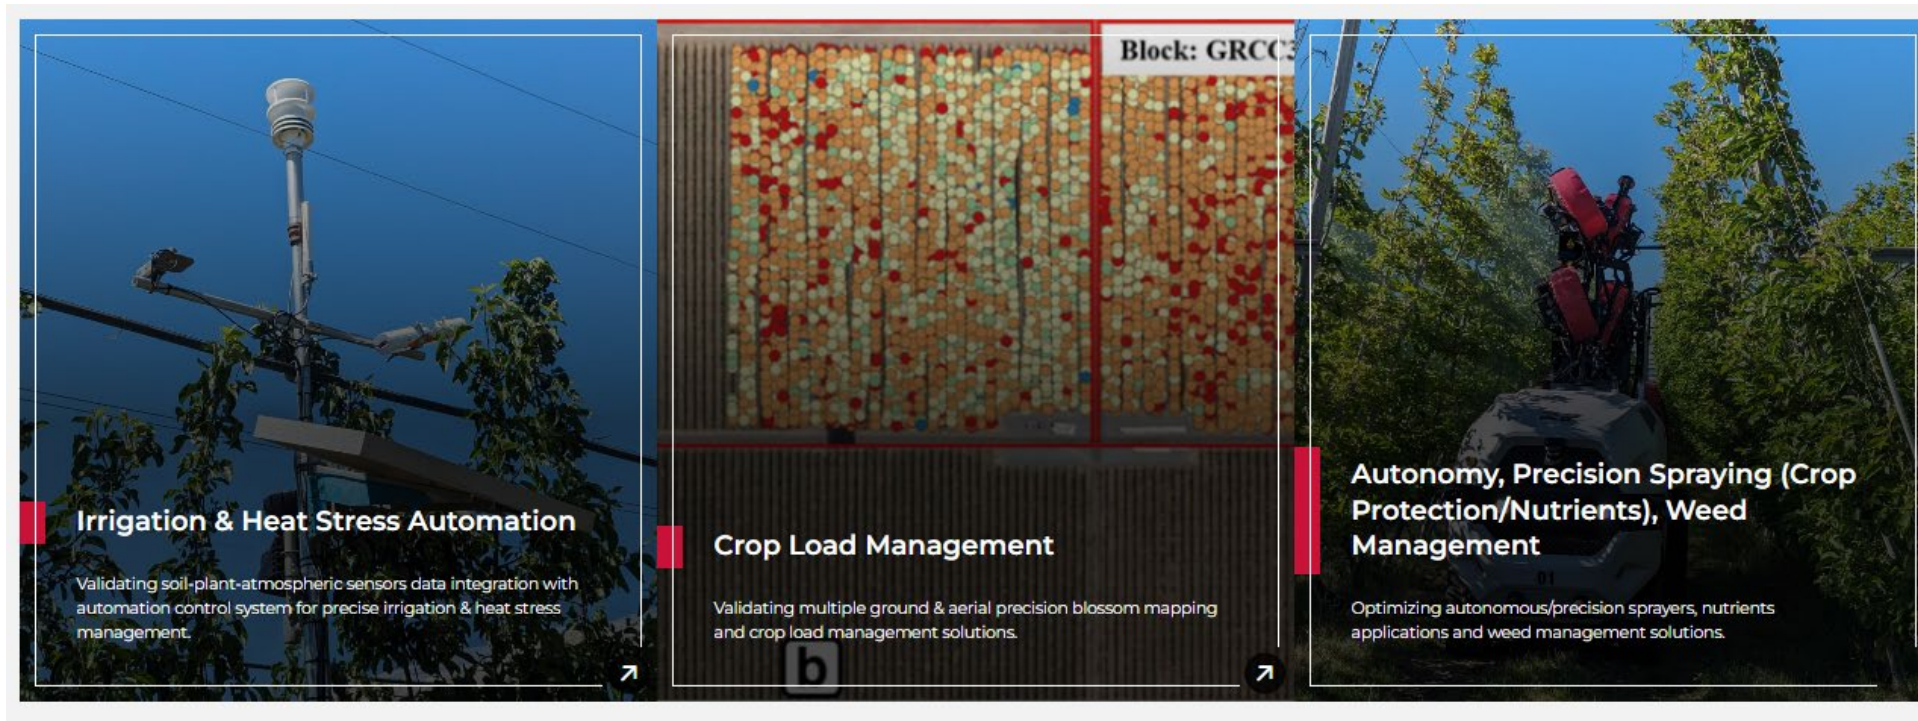 Irrigation & Heat Stress Automation
Validating soil-plant-atmospheric sensors data integration with
automation control system for precise irrigation & heat stress
management.
Block: GRCC3
Crop Load Management
Validating multiple ground & aerial precision blossom mapping
and crop load management solutions.
b
Autonomy, Precision Spraying (Crop
Protection/Nutrients), Weed
Management
01
Optimizing autonomous/precision sprayers, nutrients
applications and weed management solutions.